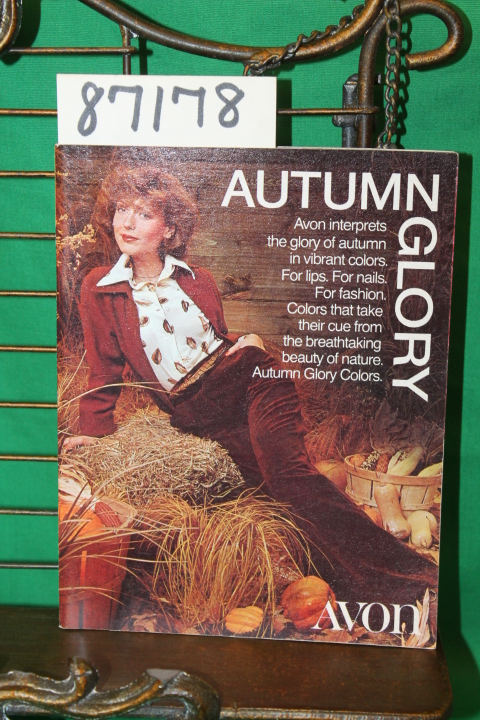 87178
AUTUMN
GLORY
Avon interprets
the glory of autumn
in vibrant colors.
For lips. For nails.
For fashion.
Colors that take
their cue from
the breathtaking
beauty of nature.
Autumn Glory Colors.
AVON